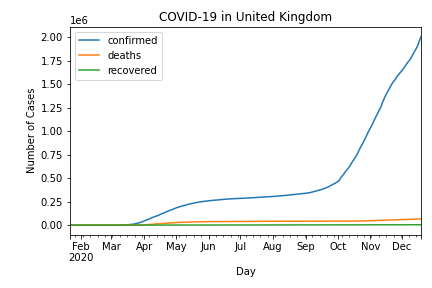 COVID-19 in United Kingdom
1e6
confirmed
deaths
recovered
2.00
1.75
1.50
1.25
1.00
0.75
0.50
0.25
0.00
Number of Cases
Feb Mar Apr May Jun Jul Aug Sep Oct Nov Dec
2020
Day